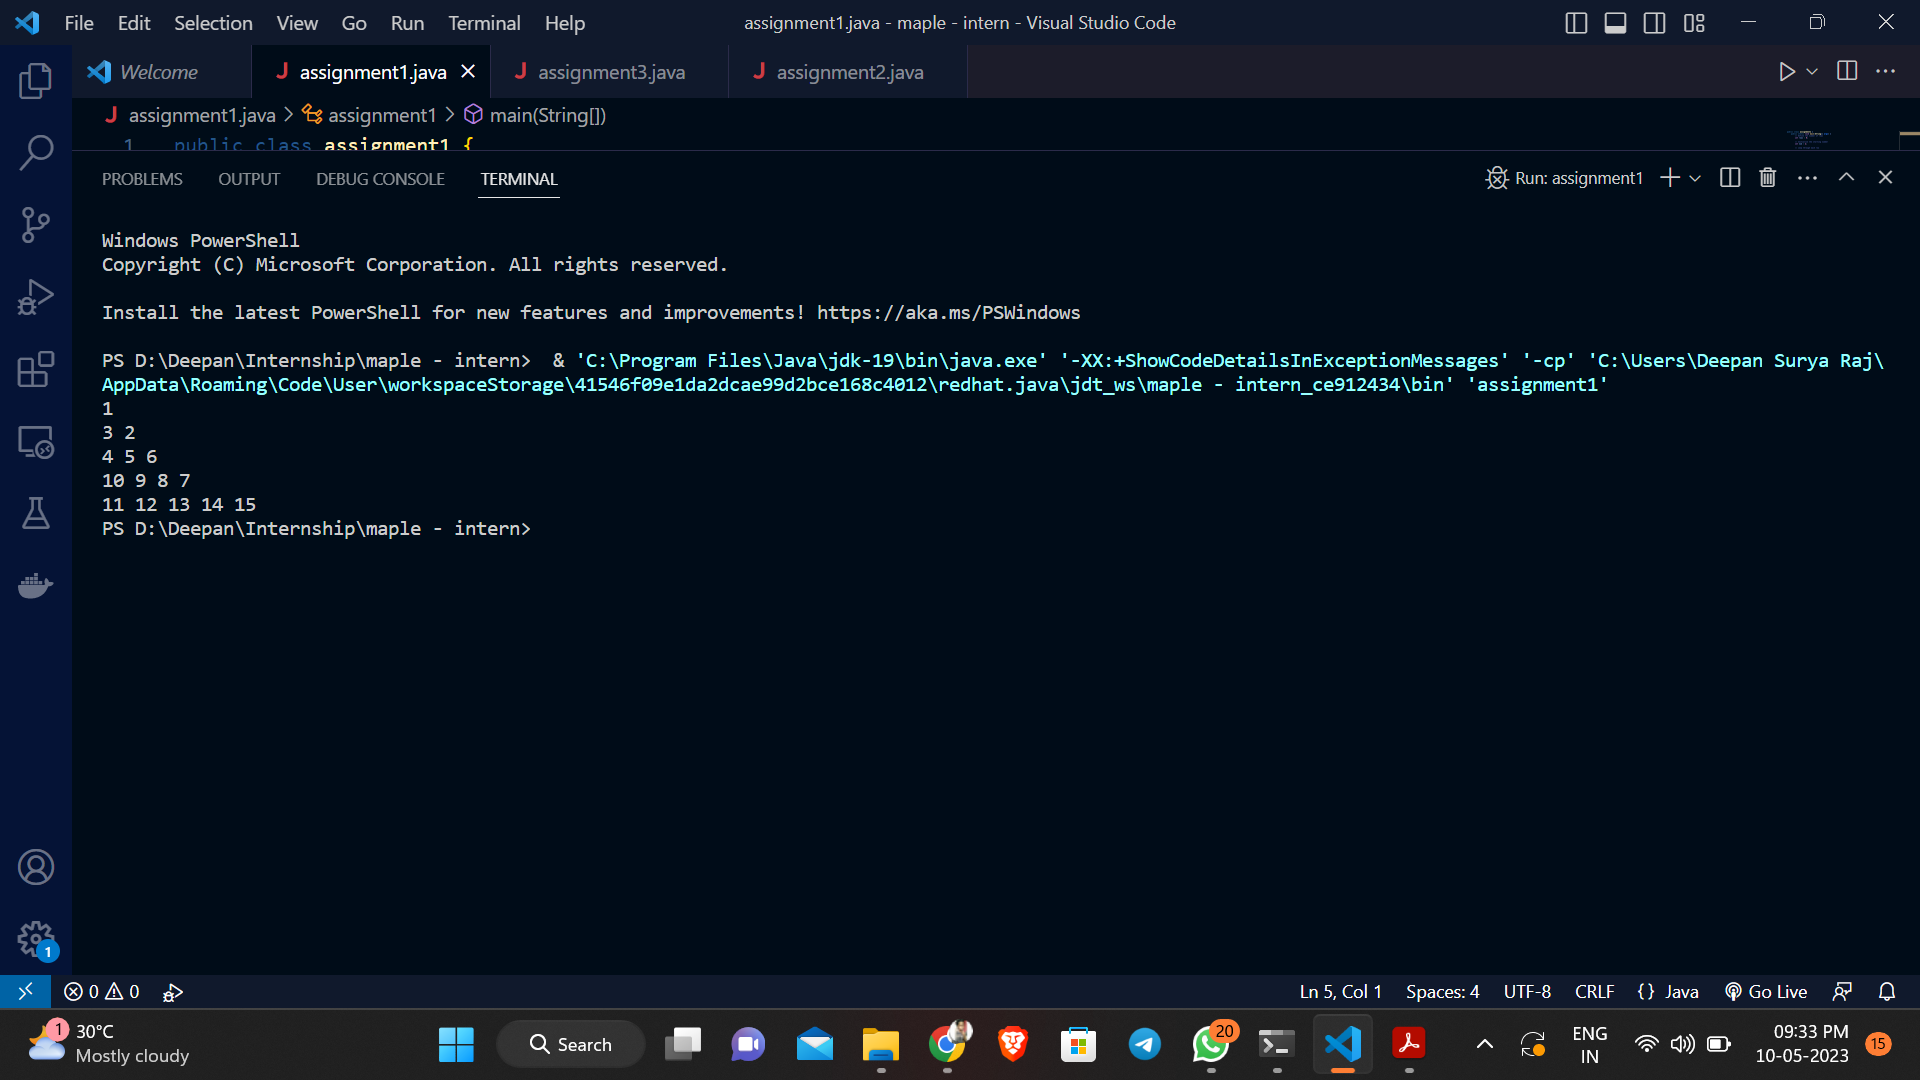 File Edit Selection View Go Run Terminal Help assignment1.java - maple - intern - Visual Studio Code
Welcome assignment1.java assignment3.java assignment2.java
assignment1.java > assignment1 > main(String[])
1 public class assignment1 {
PROBLEMS OUTPUT DEBUG CONSOLE TERMINAL Run: assignment1
Windows PowerShell
Copyright (C) Microsoft Corporation. All rights reserved.
Install the latest PowerShell for new features and improvements! https://aka.ms/PSWindows
PS D:\Deepan\Internship\maple - intern>  & 'C:\Program Files\Java\jdk-19\bin\java.exe' '-XX:+ShowCodeDetailsInExceptionMessages' '-cp' 'C:\Users\Deepan Surya Raj\
AppData\Roaming\Code\User\workspaceStorage\41546f09e1da2dcae99d2bce168c4012\redhat.java\jdt_ws\maple - intern_ce912434\bin' 'assignment1'
1
3 2
4 5 6
10 9 8 7
11 12 13 14 15
PS D:\Deepan\Internship\maple - intern>
1
0 0 Ln 5, Col 1 Spaces: 4 UTF-8 CRLF {} Java Go Live
1 30°C
Mostly cloudy
Search
20
ENG
IN
09:33 PM
10-05-2023
15